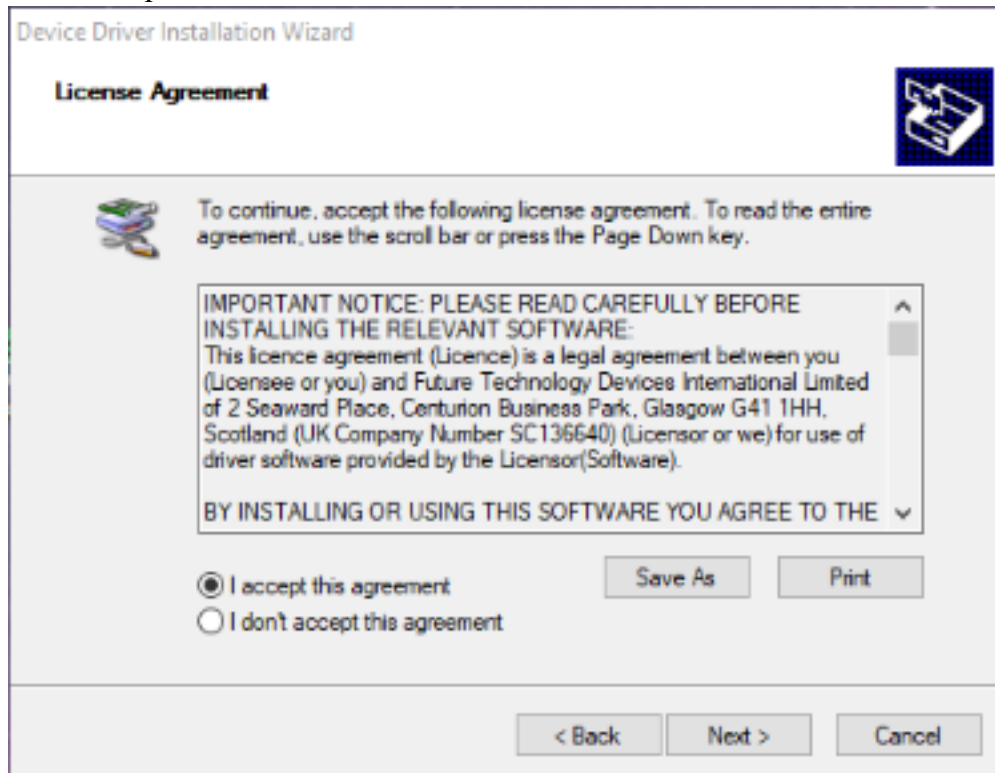 Device Driver Installation Wizard
License Agreement
To continue, accept the following license agreement. To read the entire
agreement, use the scroll bar or press the Page Down key.
IMPORTANT NOTICE: PLEASE READ CAREFULLY BEFORE
INSTALLING THE RELEVANT SOFTWARE:
This licence agreement (Licence) is a legal agreement between you
(Licensee or you) and Future Technology Devices International Limited
of 2 Seaward Place, Centurion Business Park, Glasgow G41 1HH,
Scotland (UK Company Number SC136640) (Licensor or we) for use of
driver software provided by the Licensor(Software).
BY INSTALLING OR USING THIS SOFTWARE YOU AGREE TO THE
I accept this agreement
Save As
Print
I don't accept this agreement
< Back
Next >
Cancel